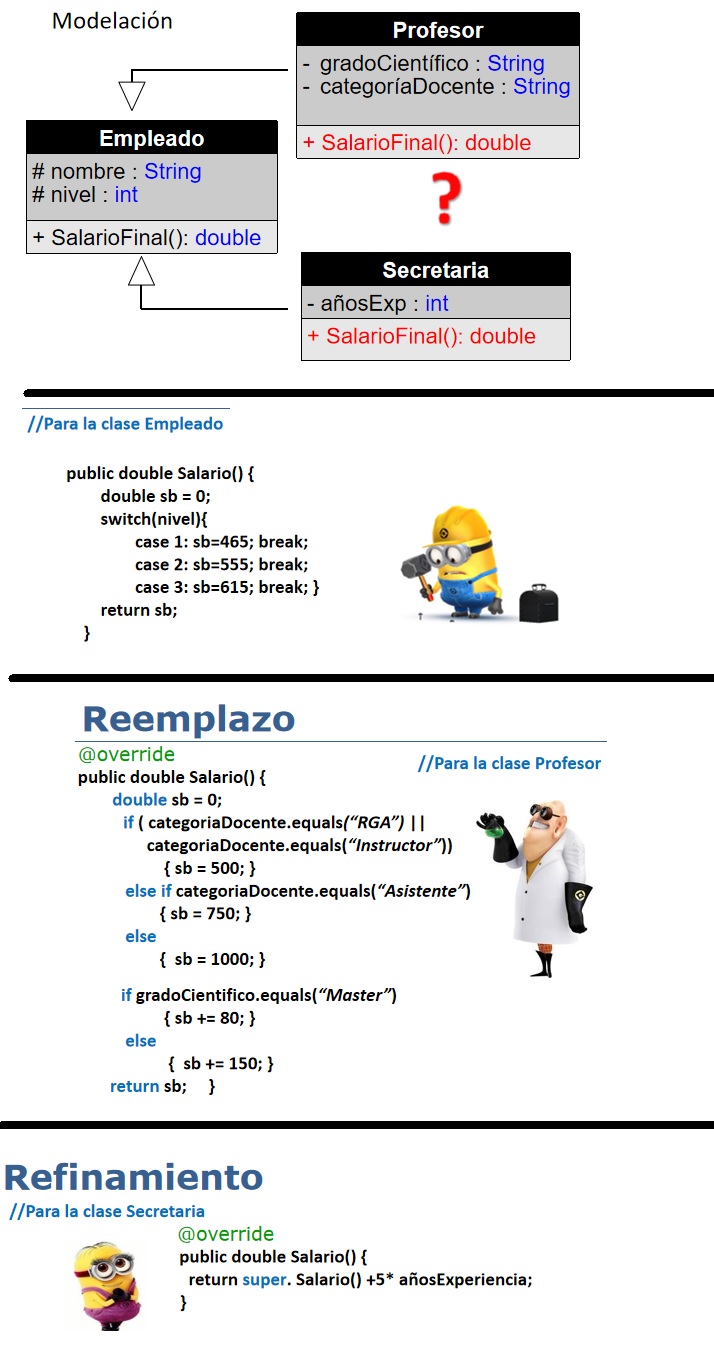 Modelación
Profesor
- gradoCientífico : String
- categoríaDocente : String
+ SalarioFinal(): double
Empleado
# nombre : String
# nivel : int
+ SalarioFinal(): double
?
Secretaria
- añosExp : int
+ SalarioFinal(): double
//Para la clase Empleado
public double Salario() {
double sb = 0;
switch(nivel){
case 1: sb=465; break;
case 2: sb=555; break;
case 3: sb=615; break; }
return sb;
}
Reemplazo
@override
//Para la clase Profesor
public double Salario() {
double sb = 0;
if ( categoriaDocente.equals(“RGA”) ||
categoriaDocente.equals(“Instructor”))
{ sb = 500; }
else if categoriaDocente.equals(“Asistente”)
{ sb = 750; }
else
{ sb = 1000; }
if gradoCientifico.equals(“Master”)
{ sb += 80; }
else
{ sb += 150; }
return sb; }
Refinamiento
//Para la clase Secretaria
@override
public double Salario() {
return super. Salario() +5* añosExperiencia;
}